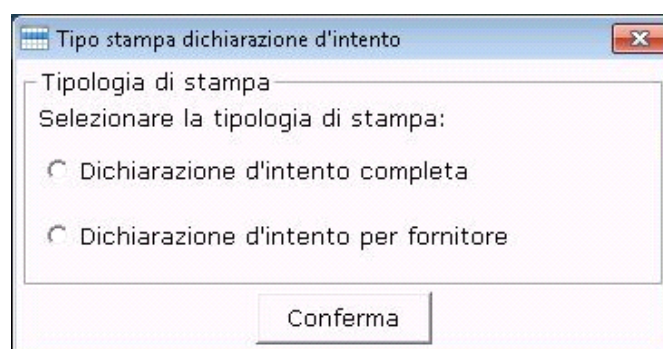 Tipo stampa dichiarazione d'intento
Tipologia di stampa
Selezionare la tipologia di stampa:
Dichiarazione d'intento completa
Dichiarazione d'intento per fornitore
Conferma